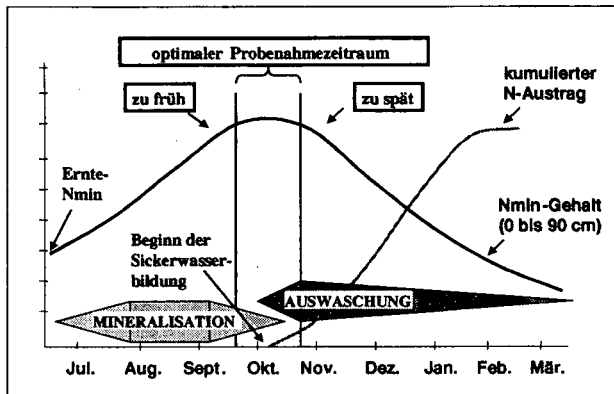 optimaler Probenahmezeitraum
zu früh
zu spät
kumulierter
N-Austrag
Ernte-
Nmin
Nmin-Gehalt
(0 bis 90 cm)
Beginn der
Sickerwasser-
bildung
AUSWASCHUNG
MINERALISATION
Jul. Aug. Sept. Okt. Nov. Dez. Jan. Feb. Mär.